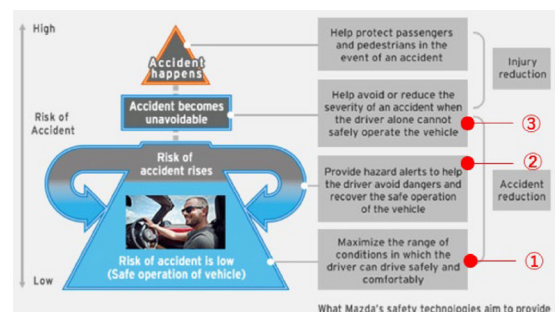 High
Risk of
Accident
Low
Accident
happens
Accident becomes
unavoidable
Risk of
accident rises
Risk of accident is low
(Safe operation of vehicle)
Help protect passengers
and pedestrians in the
event of an accident
Help avoid or reduce the
severity of an accident when
the driver alone cannot
safely operate the vehicle
Provide hazard alerts to help
the driver avoid dangers and
recover the safe operation
of the vehicle
Maximize the range of
conditions in which the
driver can drive safely and
comfortably
Injury
reduction
Accident
reduction
③
②
①
What Mazda's safety technologies aim to provide